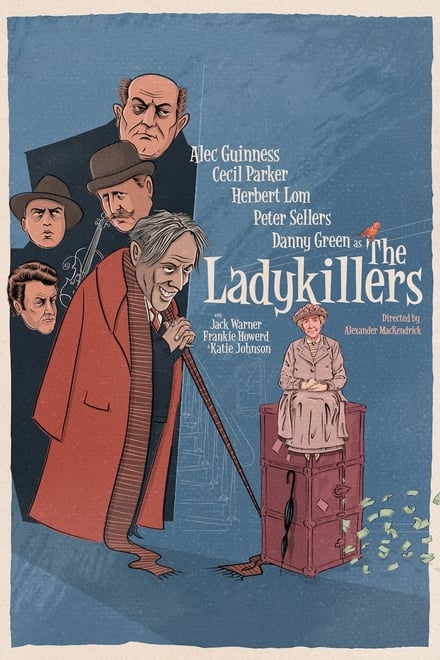 Alec Guinness
Cecil Parker
Herbert Lom
Peter Sellers
Danny Green as
The
Ladykillers
with
Jack Warner
Frankie Howerd
& Katie Johnson
Directed by
Alexander MacKendrick